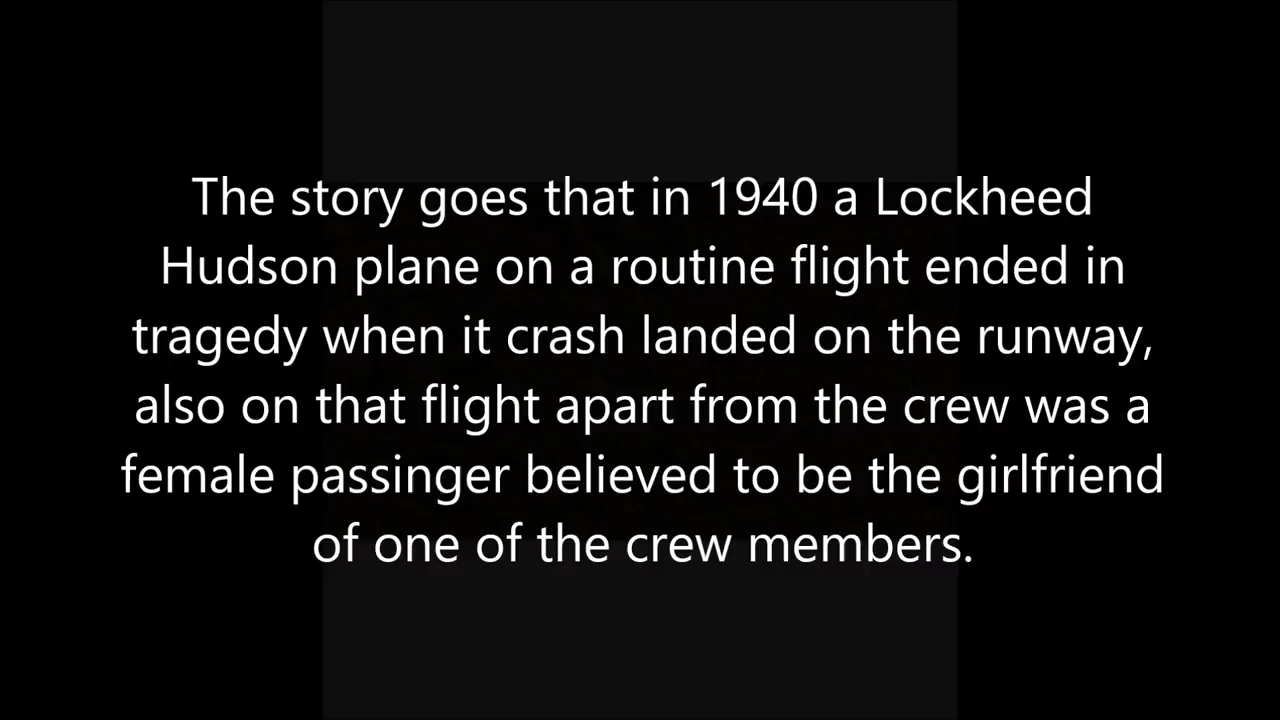 The story goes that in 1940 a Lockheed
Hudson plane on a routine flight ended in
tragedy when it crash landed on the runway,
also on that flight apart from the crew was a
female passinger believed to be the girlfriend
of one of the crew members.